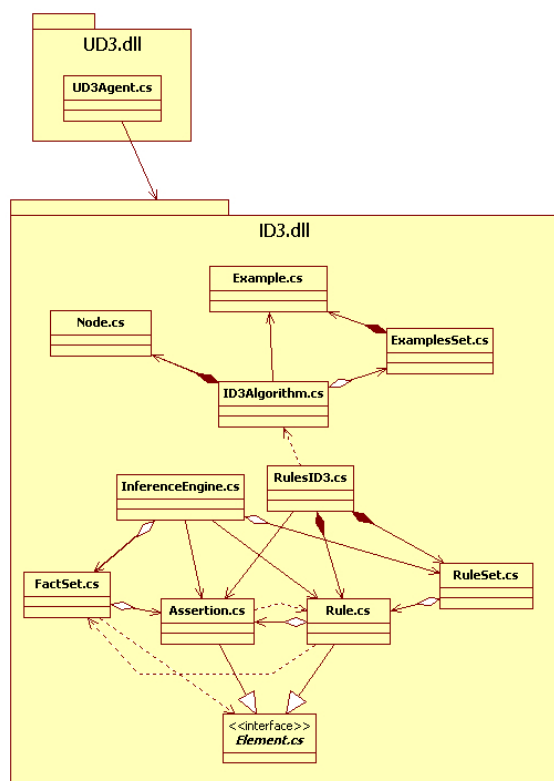 UD3.dll
UD3Agent.cs
ID3.dll
Example.cs
Node.cs
ExamplesSet.cs
ID3Algorithm.cs
RulesID3.cs
InferenceEngine.cs
RuleSet.cs
FactSet.cs
Assertion.cs
Rule.cs
<<interface>>
Element.cs